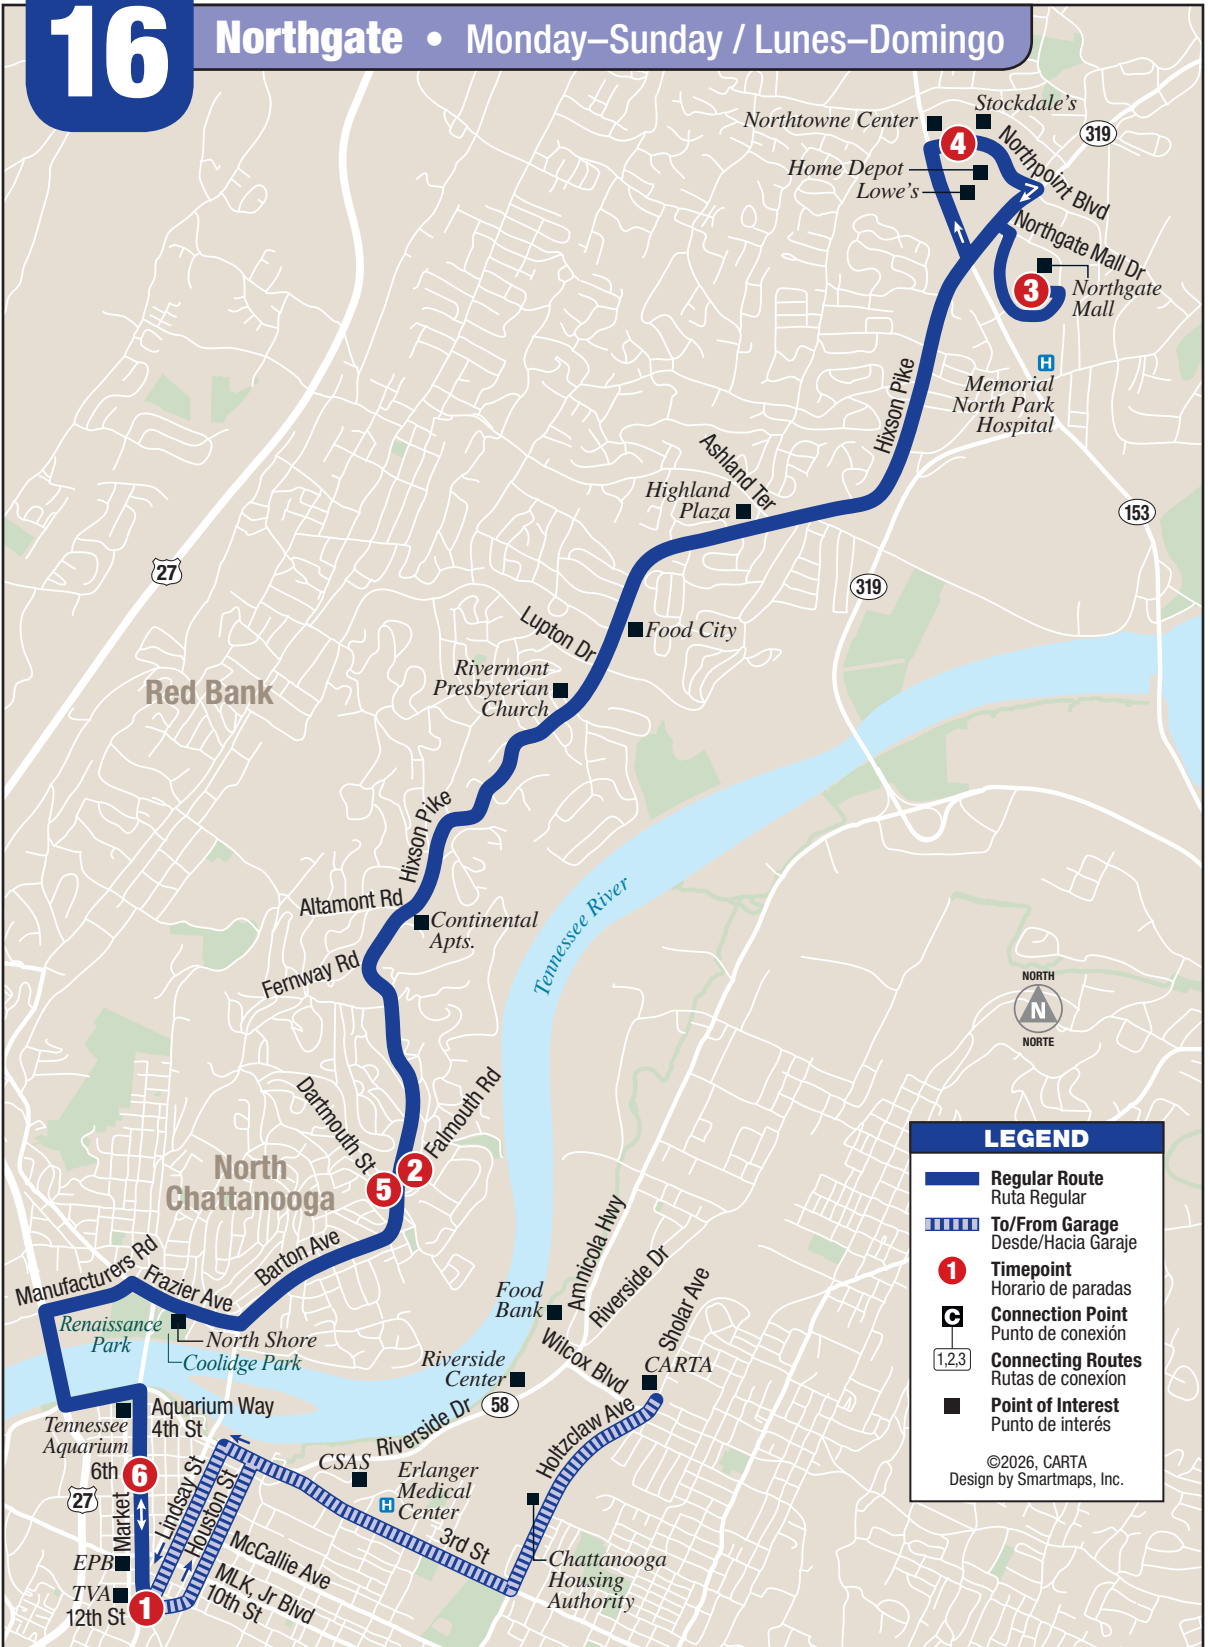 16
Northgate • Monday–Sunday / Lunes–Domingo
Stockdale's
Northtowne Center
319
4
Northpoint Blvd
Home Depot
Lowe's
Northgate Mall Dr
3
Northgate
Mall
H
Memorial
North Park
Hospital
Hixson Pike
Ashland Ter
Highland
Plaza
153
27
319
Lupton Dr
Food City
Rivermont
Presbyterian
Church
Red Bank
Hixson Pike
Altamont Rd
Continental
Apts.
Tennessee River
Fernway Rd
NORTH
N
NORTE
Dartmouth St
Falmouth Rd
2
5
North
Chattanooga
LEGEND
Regular Route
Ruta Regular
To/From Garage
Desde/Hacia Garaje
1
Timepoint
Horario de paradas
C
Connection Point
Punto de conexión
1,2,3
Connecting Routes
Rutas de conexíon
Point of Interest
Punto de interés
©2026, CARTA
Design by Smartmaps, Inc.
Manufacturers Rd
Frazier Ave
Barton Ave
Renaissance
Park
North Shore
Coolidge Park
Food
Bank
Amnicola Hwy
Riverside Dr
Sholar Ave
Wilcox Blvd
CARTA
Riverside
Center
58
Riverside Dr
Holtzclaw Ave
Aquarium Way
4th St
Tennessee
Aquarium
6th
6
27
Market
Lindsay St
Houston St
CSAS
H
Erlanger
Medical
Center
3rd St
McCallie Ave
MLK, Jr Blvd
10th St
EPB
TVA
12th St
1
Chattanooga
Housing
Authority